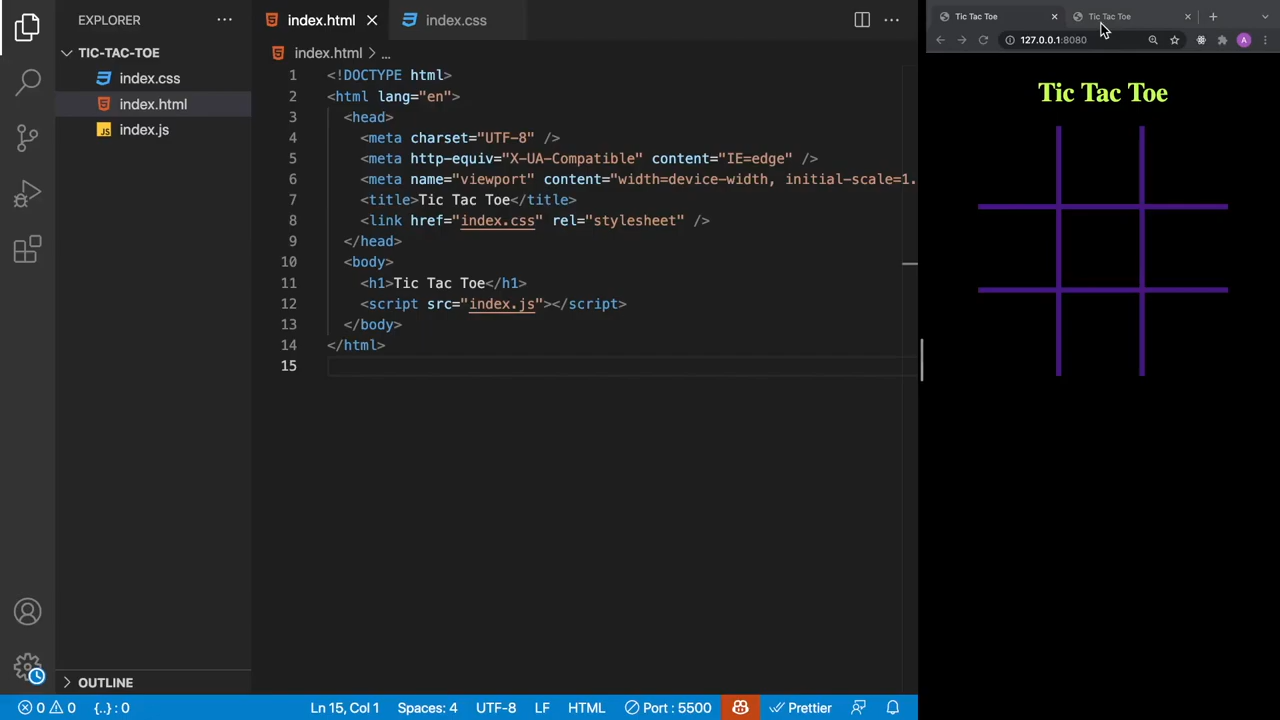 EXPLORER
TIC-TAC-TOE
index.css
index.html
JS index.js
OUTLINE
index.html
index.css
index.html > ...
1 <!DOCTYPE html>
2 <html lang="en">
3 <head>
4 <meta charset="UTF-8" />
5 <meta http-equiv="X-UA-Compatible" content="IE=edge" />
6 <meta name="viewport" content="width=device-width, initial-scale=1.
7 <title>Tic Tac Toe</title>
8 <link href="index.css" rel="stylesheet" />
9 </head>
10 <body>
11 <h1>Tic Tac Toe</h1>
12 <script src="index.js"></script>
13 </body>
14 </html>
15
Tic Tac Toe
Tic Tac Toe
127.0.0.1:8080
A
Tic Tac Toe
0 0 {..} : 0 Ln 15, Col 1 Spaces: 4 UTF-8 LF HTML Port : 5500 Prettier